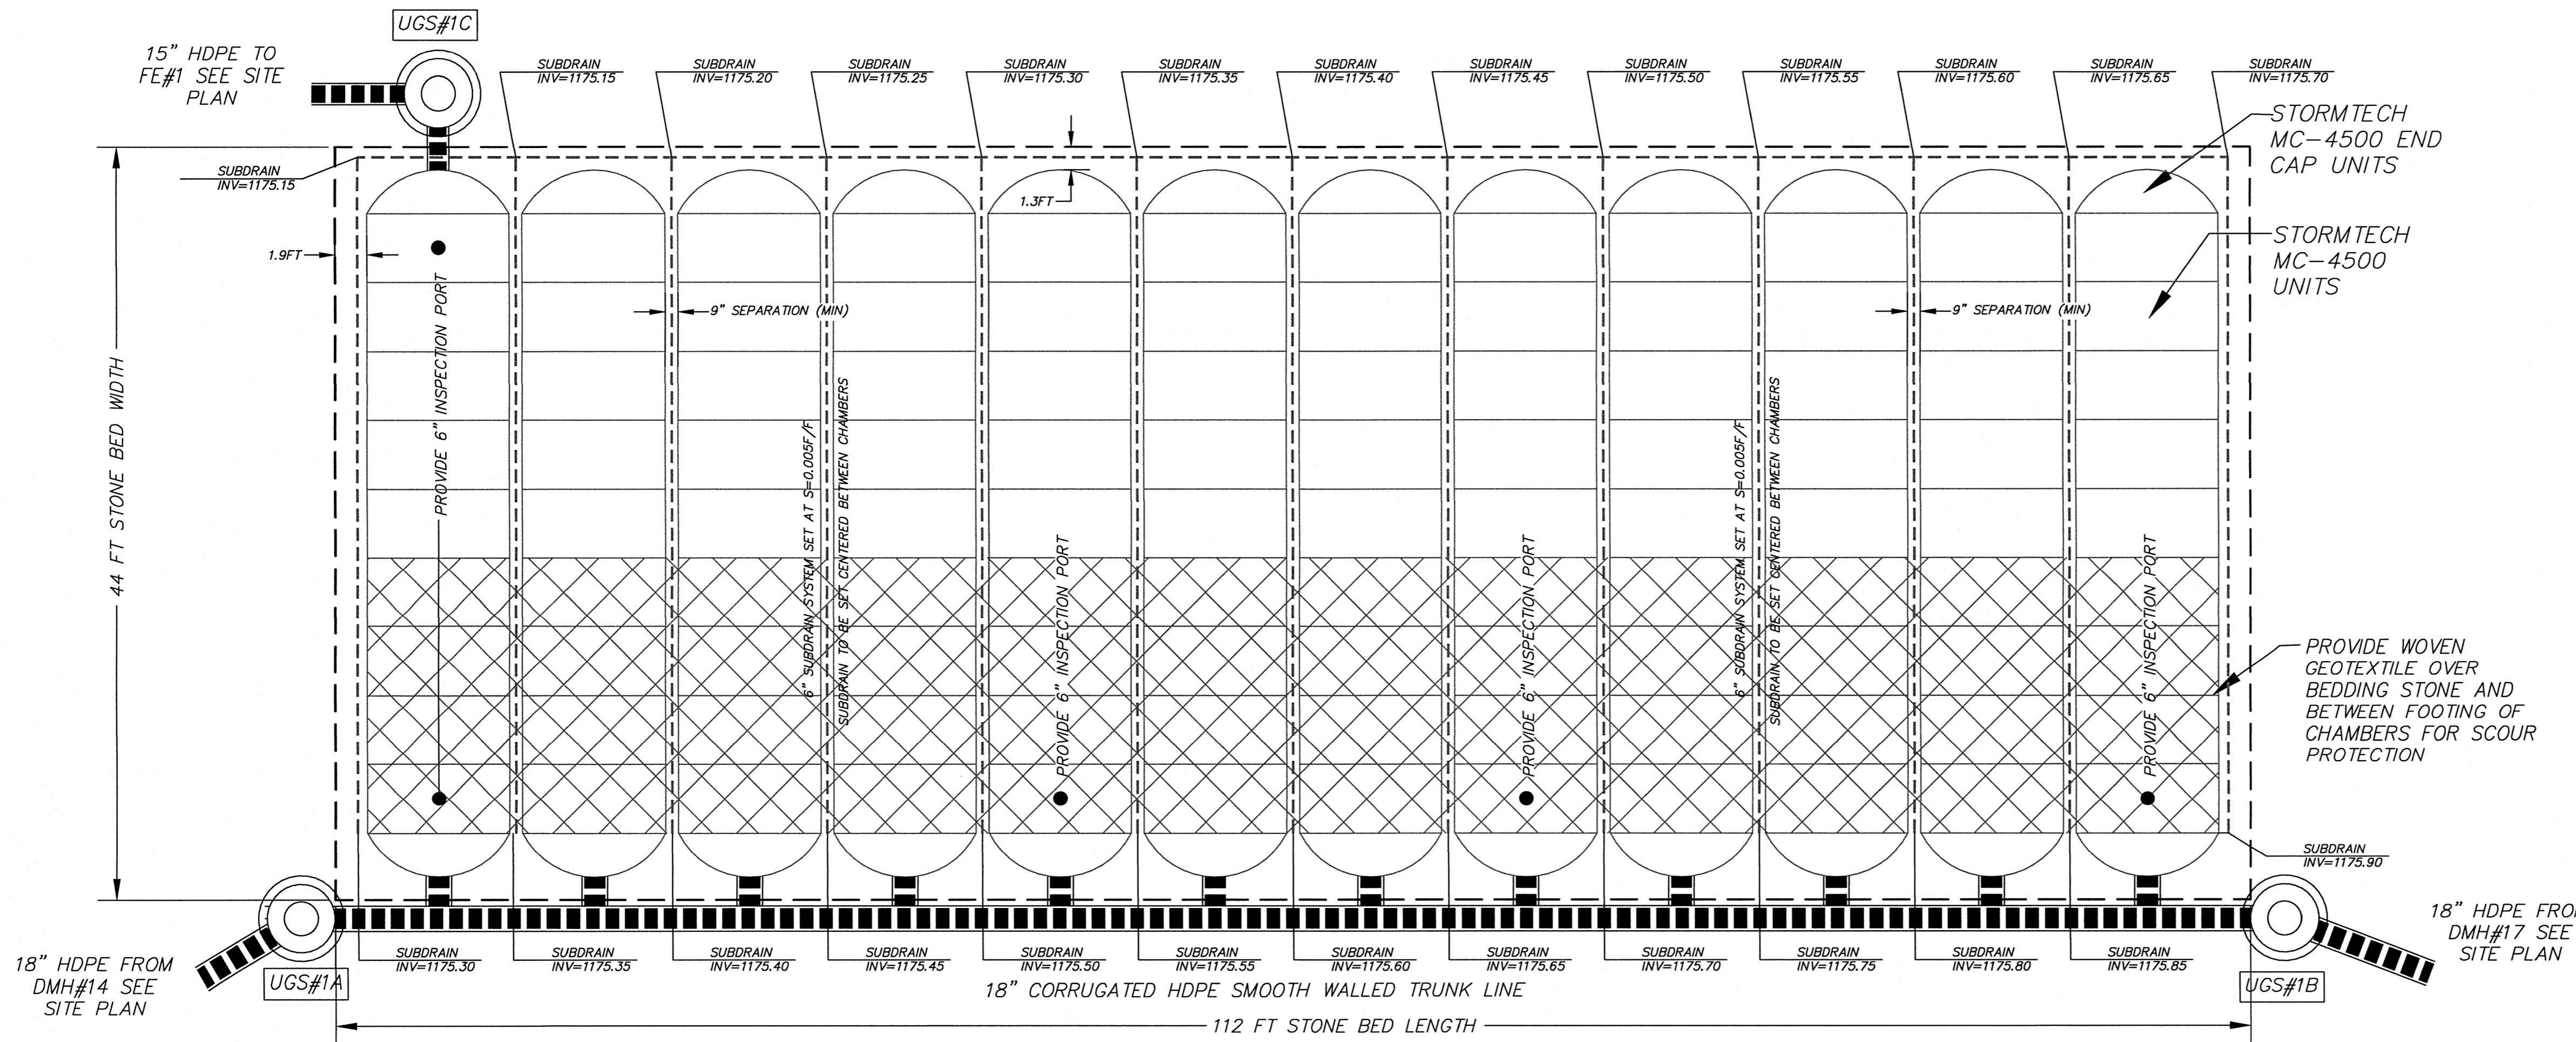 UGS#1C
15" HDPE TO
FE#1 SEE SITE
PLAN
SUBDRAIN
INV=1175.15
SUBDRAIN
INV=1175.20
SUBDRAIN
INV=1175.25
SUBDRAIN
INV=1175.30
SUBDRAIN
INV=1175.35
SUBDRAIN
INV=1175.40
SUBDRAIN
INV=1175.45
SUBDRAIN
INV=1175.50
SUBDRAIN
INV=1175.55
SUBDRAIN
INV=1175.60
SUBDRAIN
INV=1175.65
SUBDRAIN
INV=1175.70
STORMTECH
MC-4500 END
CAP UNITS
SUBDRAIN
INV=1175.15
1.3FT
STORMTECH
MC-4500
UNITS
1.9FT
9" SEPARATION (MIN)
9" SEPARATION (MIN)
44 FT STONE BED WIDTH
PROVIDE 6" INSPECTION PORT
6" SUBDRAIN SYSTEM SET AT S=0.005F/F
SUBDRAIN TO BE SET CENTERED BETWEEN CHAMBERS
PROVIDE 6" INSPECTION PORT
PROVIDE 6" INSPECTION PORT
6" SUBDRAIN SYSTEM SET AT S=0.005F/F
SUBDRAIN TO BE SET CENTERED BETWEEN CHAMBERS
PROVIDE 6" INSPECTION PORT
PROVIDE WOVEN
GEOTEXTILE OVER
BEDDING STONE AND
BETWEEN FOOTING OF
CHAMBERS FOR SCOUR
PROTECTION
SUBDRAIN
INV=1175.90
18" HDPE FROM
DMH#14 SEE
SITE PLAN
UGS#1A
SUBDRAIN
INV=1175.30
SUBDRAIN
INV=1175.35
SUBDRAIN
INV=1175.40
SUBDRAIN
INV=1175.45
SUBDRAIN
INV=1175.50
SUBDRAIN
INV=1175.55
SUBDRAIN
INV=1175.60
SUBDRAIN
INV=1175.65
SUBDRAIN
INV=1175.70
SUBDRAIN
INV=1175.75
SUBDRAIN
INV=1175.80
SUBDRAIN
INV=1175.85
18" HDPE FRO
DMH#17 SEE
SITE PLAN
UGS#1B
18" CORRUGATED HDPE SMOOTH WALLED TRUNK LINE
112 FT STONE BED LENGTH